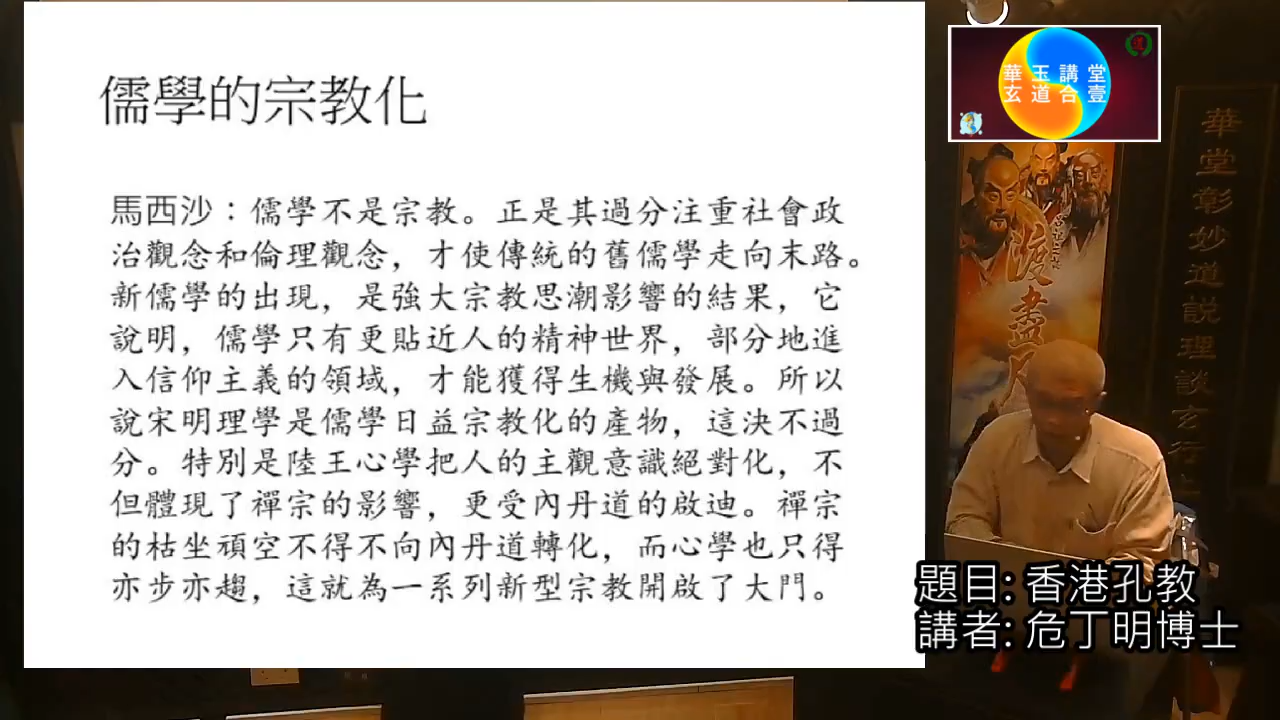 儒學的宗教化
馬西沙：儒學不是宗教。正是其過分注重社會政
治觀念和倫理觀念，才使傳統的舊儒學走向末路。
新儒學的出現，是強大宗教思潮影響的結果，它
說明，儒學只有更貼近人的精神世界，部分地進
入信仰主義的領域，才能獲得生機與發展。所以
說宋明理學是儒學日益宗教化的產物，這決不過
分。特別是陸王心學把人的主觀意識絕對化，不
但體現了禪宗的影響，更受內丹道的啟迪。禪宗
的枯坐頑空不得不向內丹道轉化，而心學也只得
亦步亦趨，這就為一系列新型宗教開啟了大門。
華玉講堂
玄道合壹
道
渡盡
華堂彰妙道說理談玄
題目: 香港孔教
講者: 危丁明博士